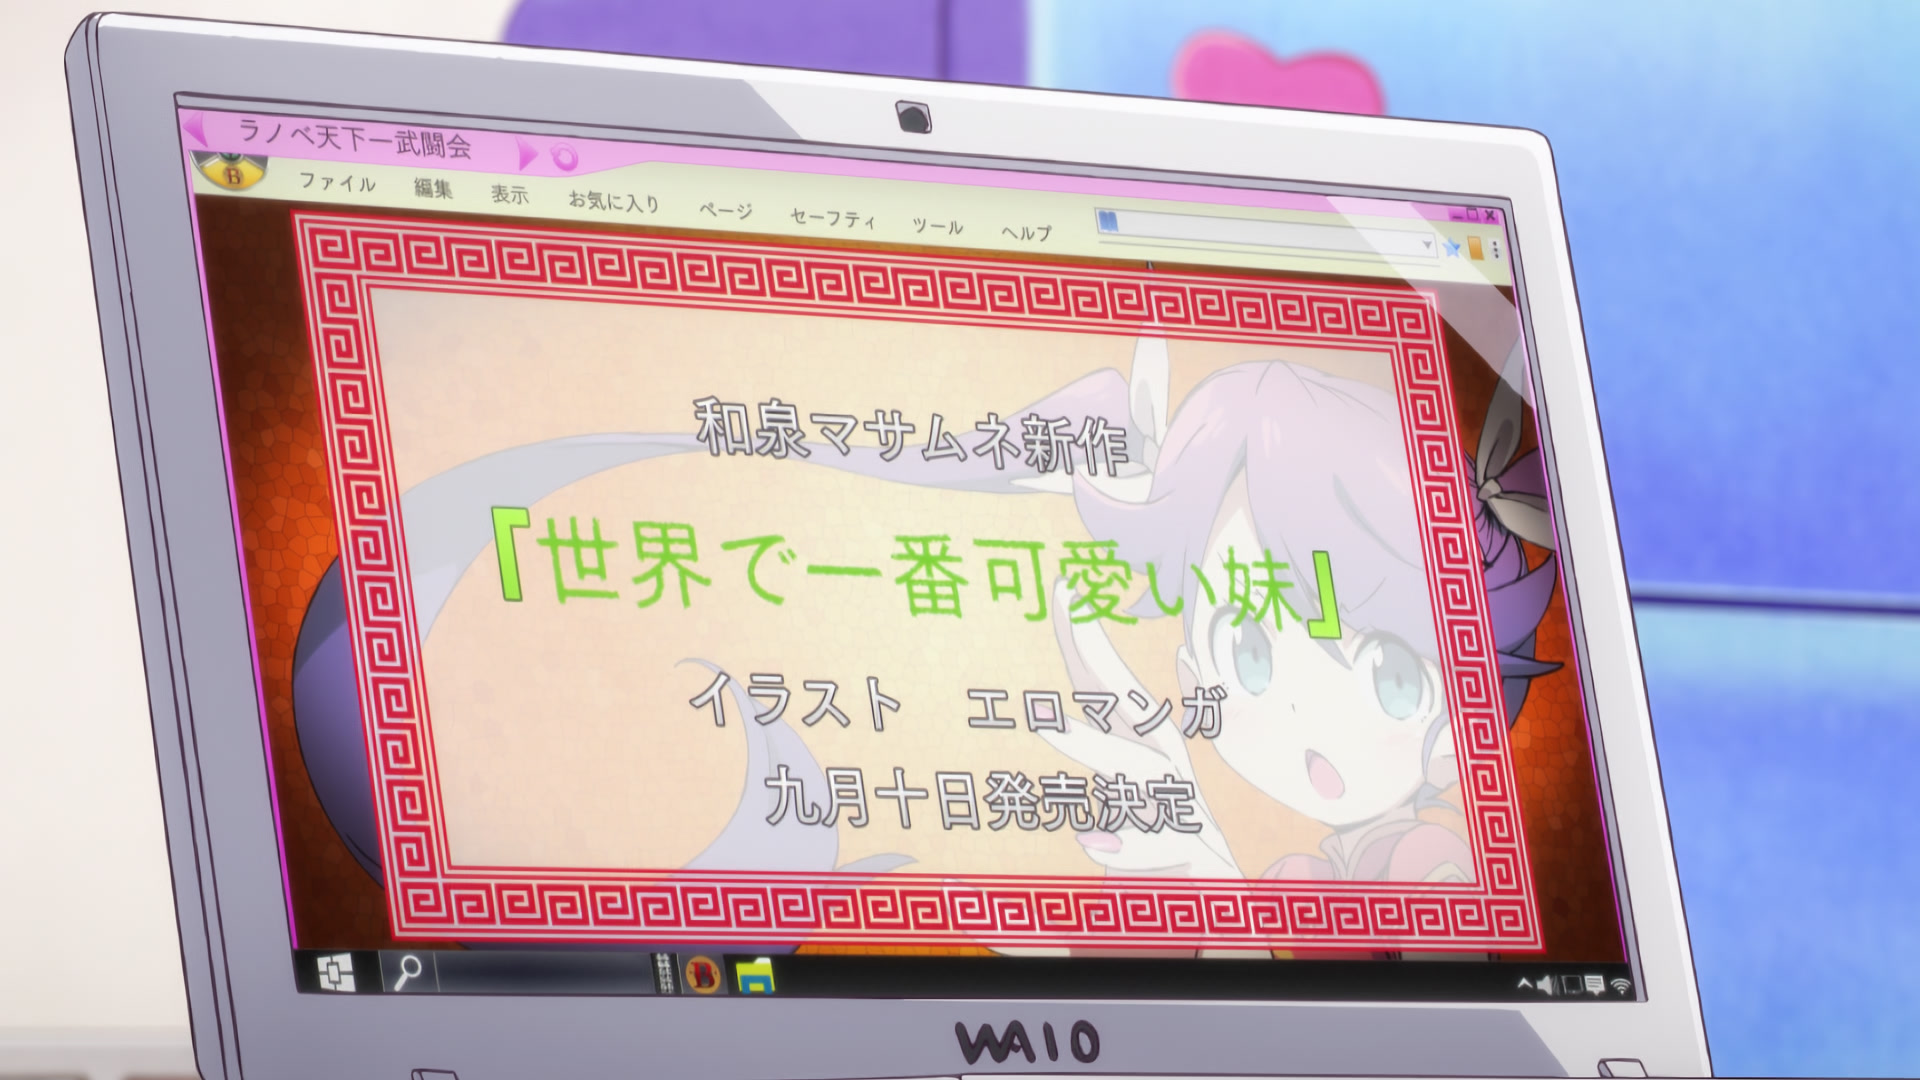 ラノベ天下一武闘会
B
ファイル 編集 表示 お気に入り ページ セーフティ ツール ヘルプ
和泉マサムネ新作
『世界で一番可愛い妹』
イラスト エロマンガ
九月十日発売決定
B
WAIO